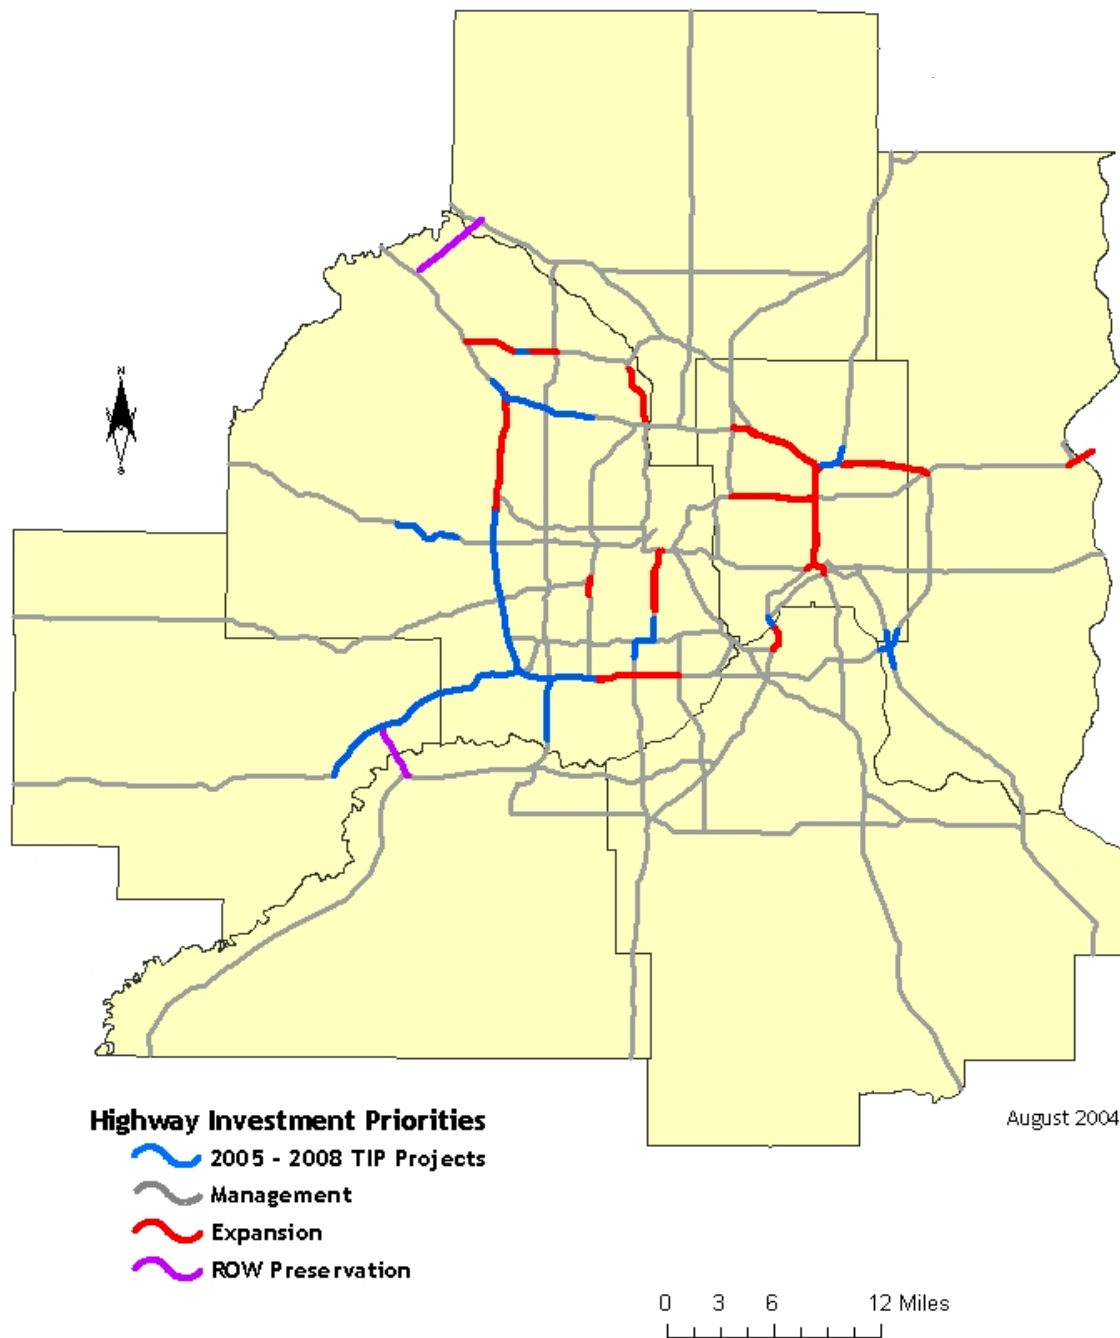 N
S
Highway Investment Priorities
2005 - 2008 TIP Projects
Management
Expansion
ROW Preservation
August 2004
0 3 6 12 Miles